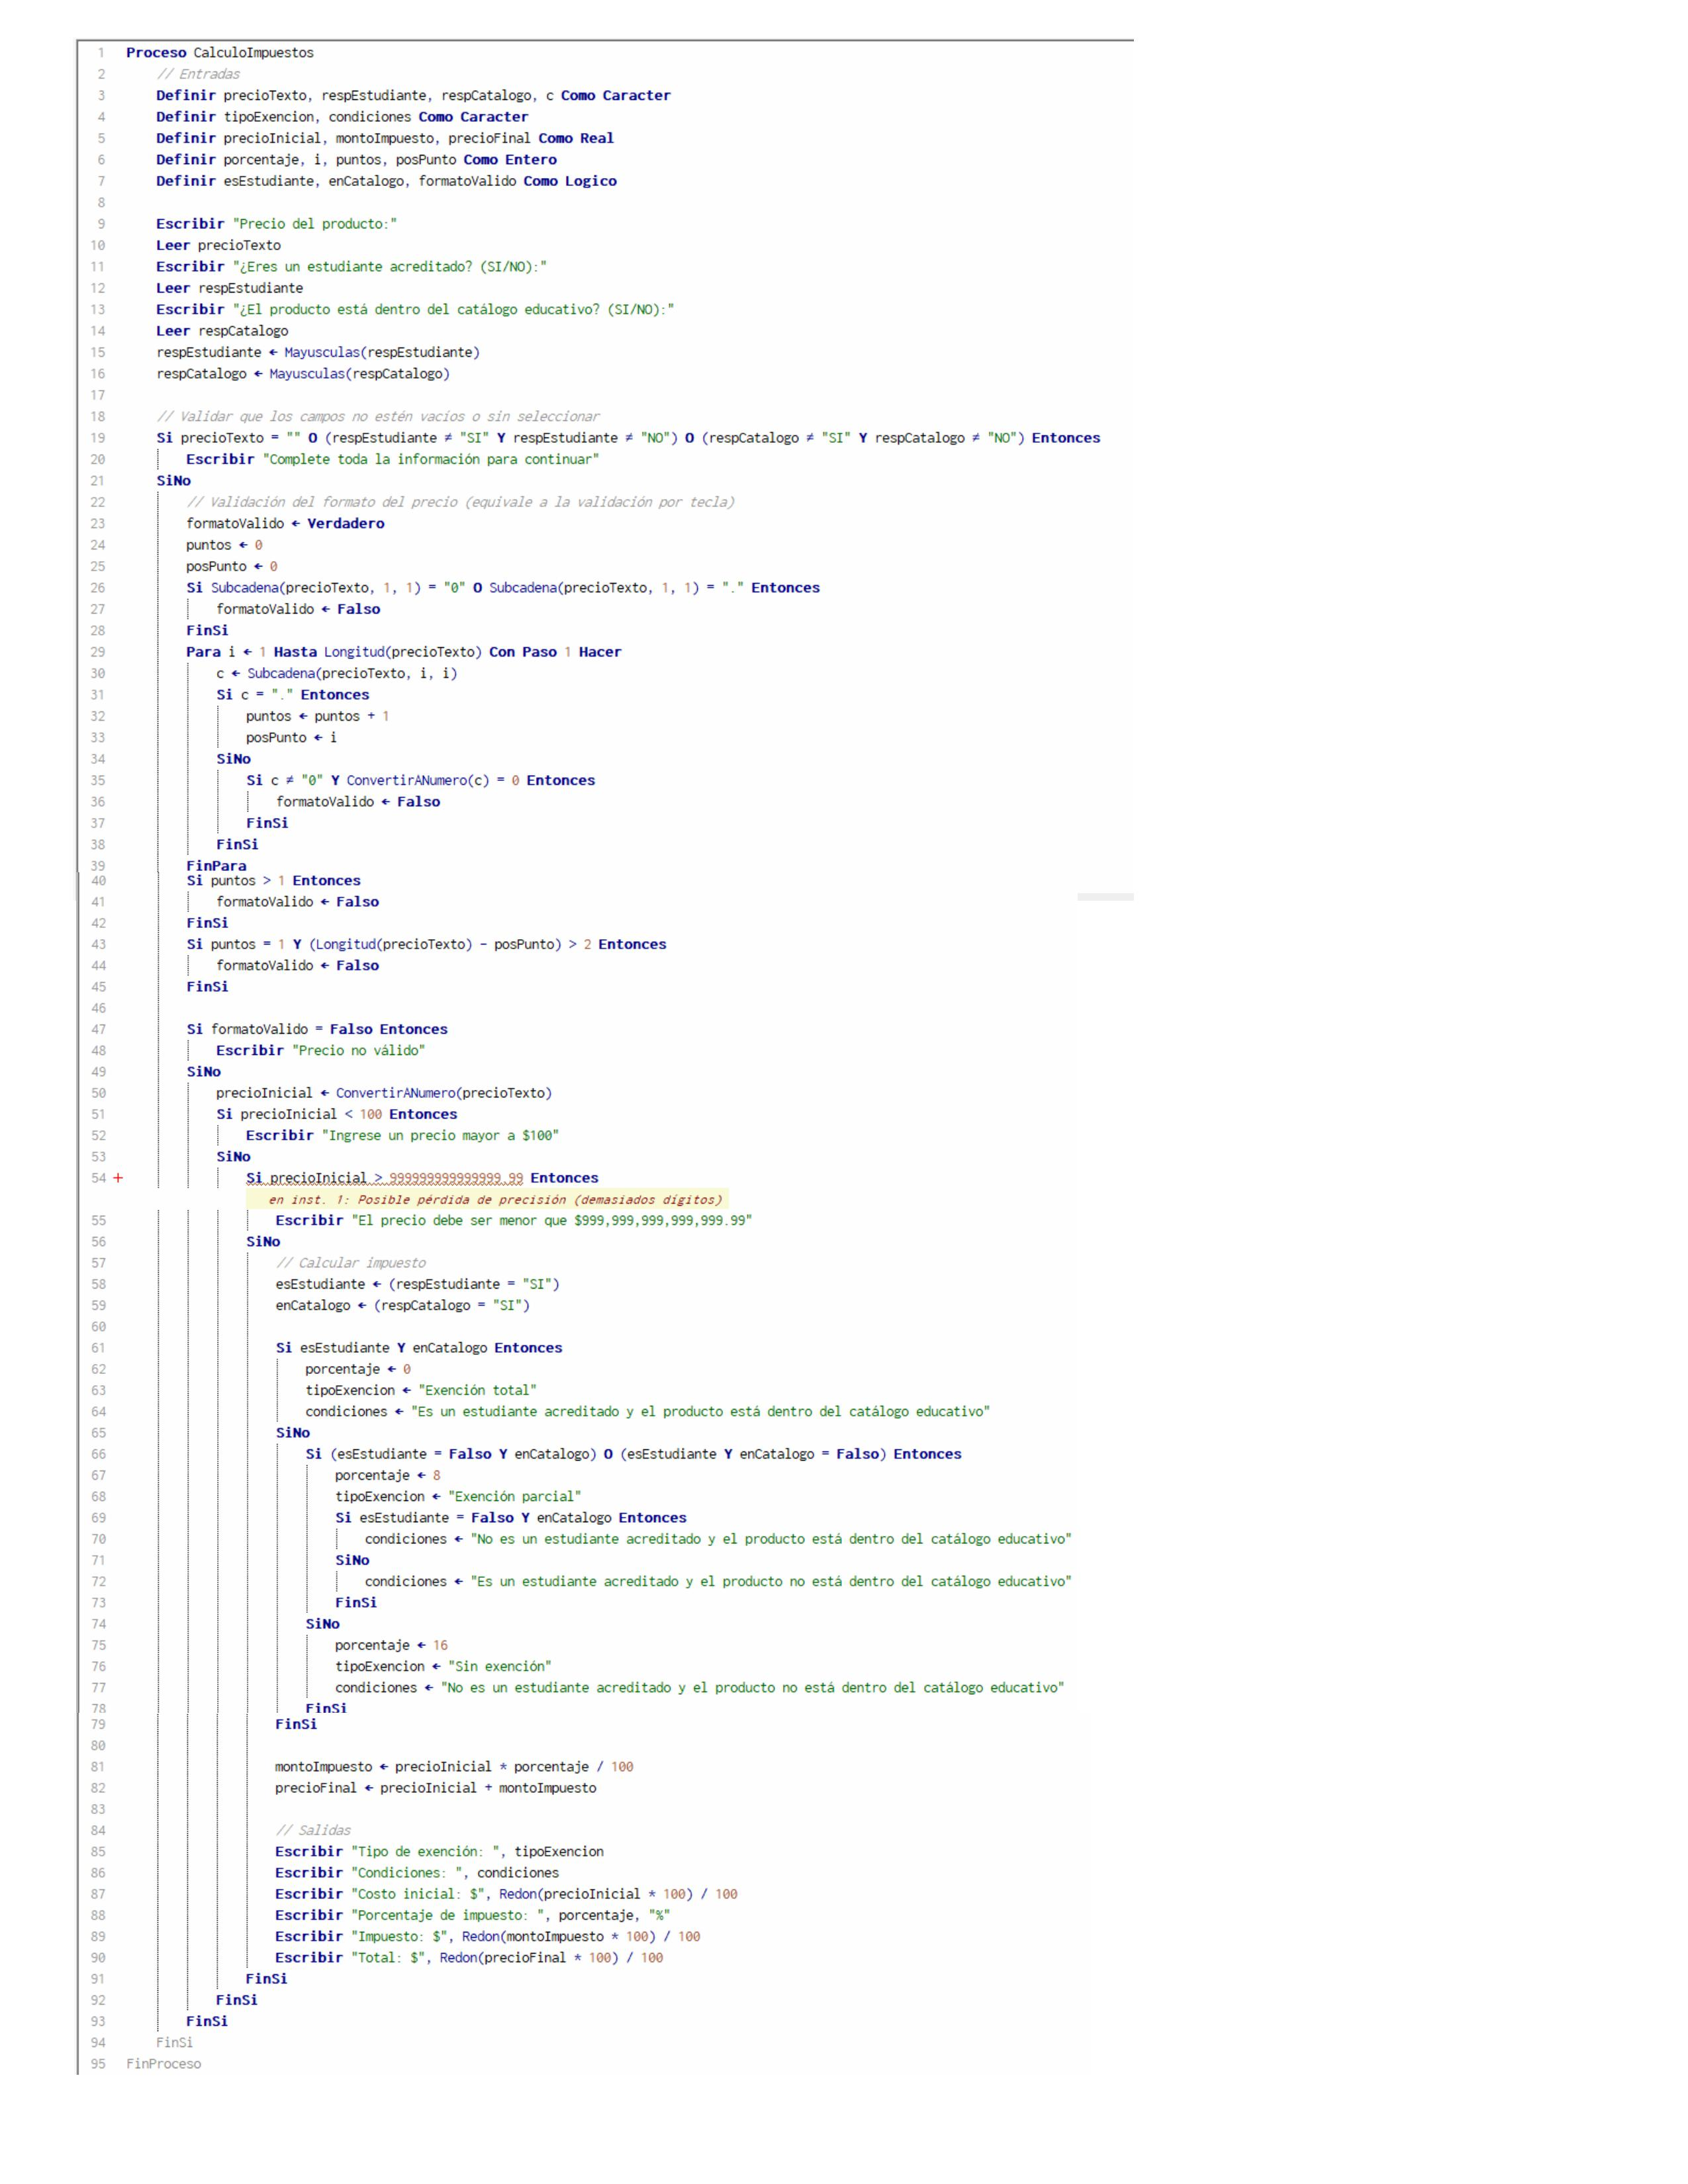 1 Proceso CalculoImpuestos
2 // Entradas
3 Definir precioTexto, respEstudiante, respCatalogo, c Como Caracter
4 Definir tipoExencion, condiciones Como Caracter
5 Definir precioInicial, montoImpuesto, precioFinal Como Real
6 Definir porcentaje, i, puntos, posPunto Como Entero
7 Definir esEstudiante, enCatalogo, formatoValido Como Logico
8
9 Escribir "Precio del producto:"
10 Leer precioTexto
11 Escribir "¿Eres un estudiante acreditado? (SI/NO):"
12 Leer respEstudiante
13 Escribir "¿El producto está dentro del catálogo educativo? (SI/NO):"
14 Leer respCatalogo
15 respEstudiante ← Mayusculas(respEstudiante)
16 respCatalogo ← Mayusculas(respCatalogo)
17
18 // Validar que los campos no estén vacios o sin seleccionar
19 Si precioTexto = "" O (respEstudiante ≠ "SI" Y respEstudiante ≠ "NO") O (respCatalogo ≠ "SI" Y respCatalogo ≠ "NO") Entonces
20 Escribir "Complete toda la información para continuar"
21 SiNo
22 // Validación del formato del precio (equivale a la validación por tecla)
23 formatoValido ← Verdadero
24 puntos ← 0
25 posPunto ← 0
26 Si Subcadena(precioTexto, 1, 1) = "0" O Subcadena(precioTexto, 1, 1) = "." Entonces
27 formatoValido ← Falso
28 FinSi
29 Para i ← 1 Hasta Longitud(precioTexto) Con Paso 1 Hacer
30 c ← Subcadena(precioTexto, i, i)
31 Si c = "." Entonces
32 puntos ← puntos + 1
33 posPunto ← i
34 SiNo
35 Si c ≠ "0" Y ConvertirANumero(c) = 0 Entonces
36 formatoValido ← Falso
37 FinSi
38 FinSi
39 FinPara
40 Si puntos > 1 Entonces
41 formatoValido ← Falso
42 FinSi
43 Si puntos = 1 Y (Longitud(precioTexto) - posPunto) > 2 Entonces
44 formatoValido ← Falso
45 FinSi
46
47 Si formatoValido = Falso Entonces
48 Escribir "Precio no válido"
49 SiNo
50 precioInicial ← ConvertirANumero(precioTexto)
51 Si precioInicial < 100 Entonces
52 Escribir "Ingrese un precio mayor a $100"
53 SiNo
54 + Si precioInicial > 999999999999999.99 Entonces
en inst. 1: Posible pérdida de precisión (demasiados dígitos)
55 Escribir "El precio debe ser menor que $999,999,999,999,999.99"
56 SiNo
57 // Calcular impuesto
58 esEstudiante ← (respEstudiante = "SI")
59 enCatalogo ← (respCatalogo = "SI")
60
61 Si esEstudiante Y enCatalogo Entonces
62 porcentaje ← 0
63 tipoExencion ← "Exención total"
64 condiciones ← "Es un estudiante acreditado y el producto está dentro del catálogo educativo"
65 SiNo
66 Si (esEstudiante = Falso Y enCatalogo) O (esEstudiante Y enCatalogo = Falso) Entonces
67 porcentaje ← 8
68 tipoExencion ← "Exención parcial"
69 Si esEstudiante = Falso Y enCatalogo Entonces
70 condiciones ← "No es un estudiante acreditado y el producto está dentro del catálogo educativo"
71 SiNo
72 condiciones ← "Es un estudiante acreditado y el producto no está dentro del catálogo educativo"
73 FinSi
74 SiNo
75 porcentaje ← 16
76 tipoExencion ← "Sin exención"
77 condiciones ← "No es un estudiante acreditado y el producto no está dentro del catálogo educativo"
78 FinSi
79 FinSi
80
81 montoImpuesto ← precioInicial * porcentaje / 100
82 precioFinal ← precioInicial + montoImpuesto
83
84 // Salidas
85 Escribir "Tipo de exención: ", tipoExencion
86 Escribir "Condiciones: ", condiciones
87 Escribir "Costo inicial: $", Redon(precioInicial * 100) / 100
88 Escribir "Porcentaje de impuesto: ", porcentaje, "%"
89 Escribir "Impuesto: $", Redon(montoImpuesto * 100) / 100
90 Escribir "Total: $", Redon(precioFinal * 100) / 100
91 FinSi
92 FinSi
93 FinSi
94 FinSi
95 FinProceso